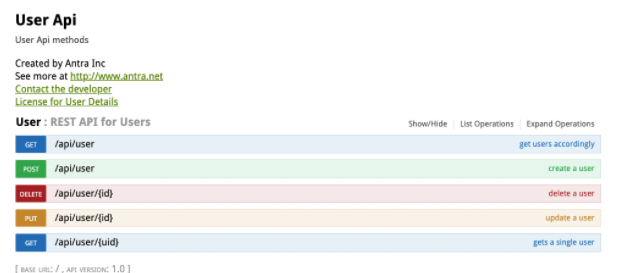 User Api
User Api methods
Created by Antra Inc
See more at http://www.antra.net
Contact the developer
License for User Details
User : REST API for Users Show/Hide List Operations Expand Operations
GET /api/user get users accordingly
POST /api/user create a user
DELETE /api/user/{id} delete a user
PUT /api/user/{id} update a user
GET /api/user/{uid} gets a single user
[ BASE URL: / , API VERSION: 1.0 ]